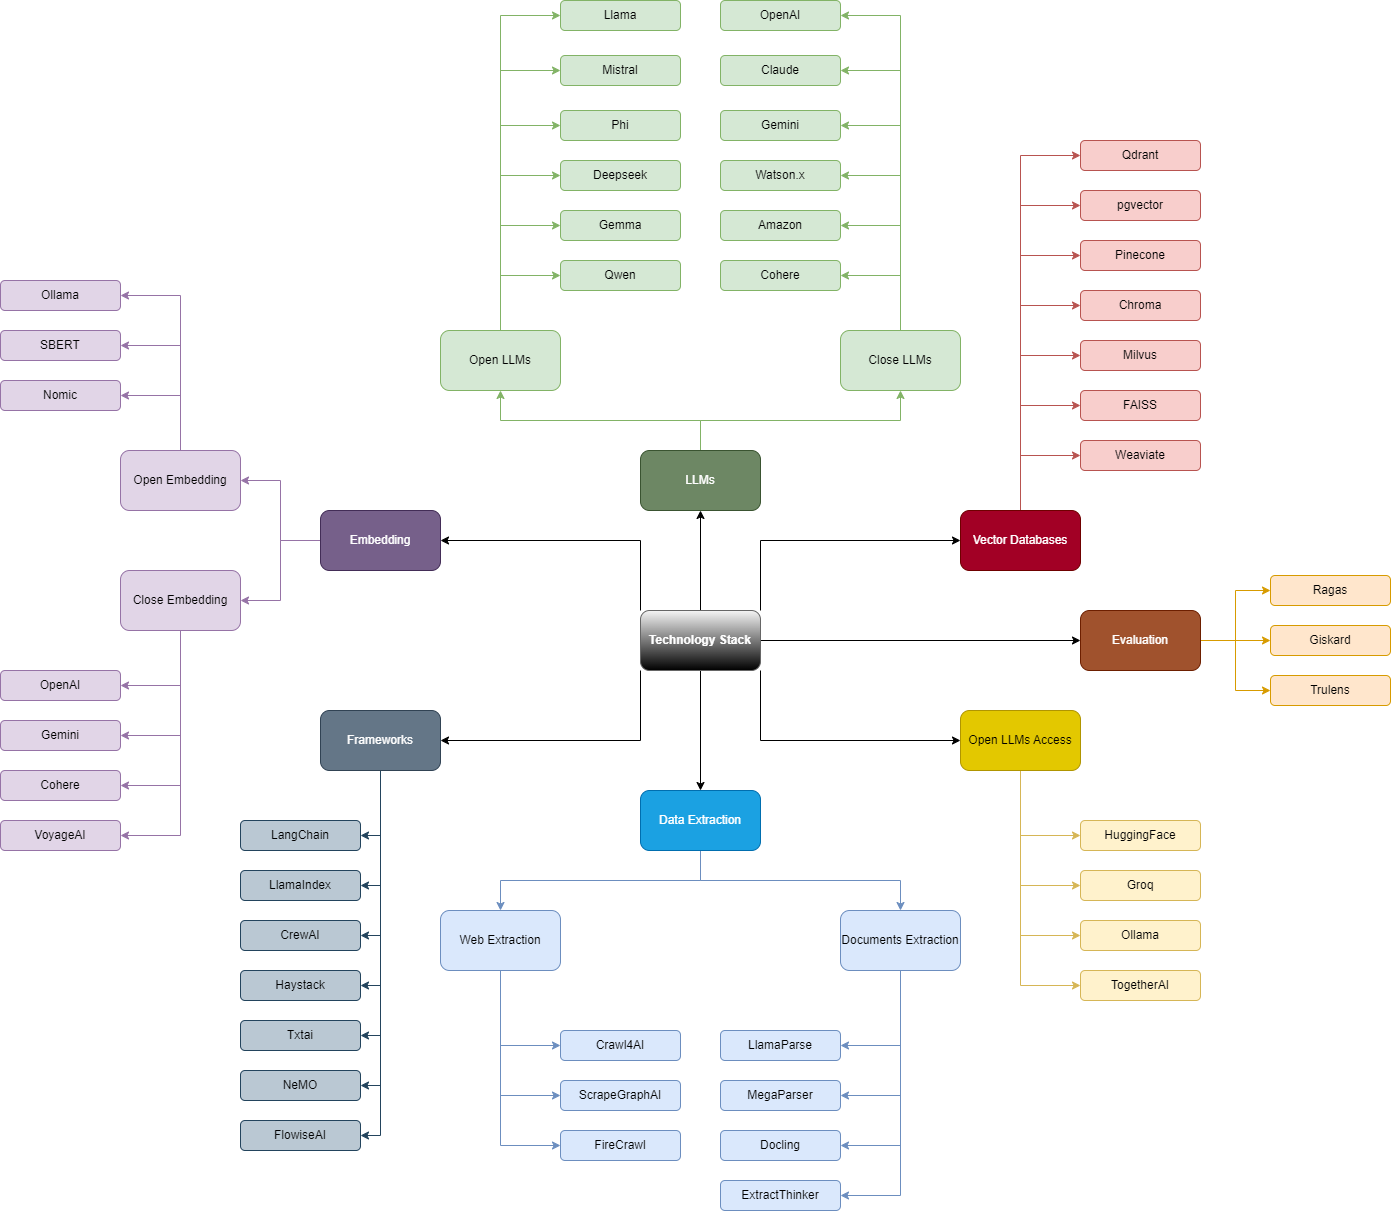 Llama
Mistral
Phi
Deepseek
Gemma
Qwen
Open LLMs
OpenAI
Claude
Gemini
Watson.x
Amazon
Cohere
Close LLMs
LLMs
Qdrant
pgvector
Pinecone
Chroma
Milvus
FAISS
Weaviate
Vector Databases
Ollama
SBERT
Nomic
Open Embedding
Embedding
Close Embedding
OpenAI
Gemini
Cohere
VoyageAI
Technology Stack
Evaluation
Ragas
Giskard
Trulens
Frameworks
LangChain
LlamaIndex
CrewAI
Haystack
Txtai
NeMO
FlowiseAI
Data Extraction
Web Extraction
Crawl4AI
ScrapeGraphAI
FireCrawl
Documents Extraction
LlamaParse
MegaParser
Docling
ExtractThinker
Open LLMs Access
HuggingFace
Groq
Ollama
TogetherAI